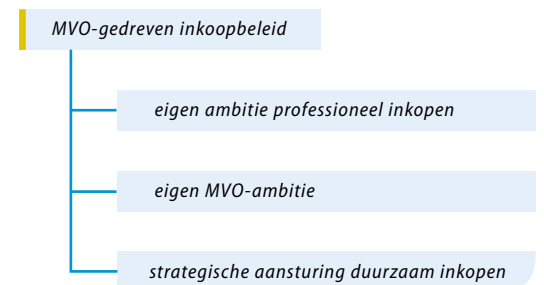 MVO-gedreven inkoopbeleid
eigen ambitie professioneel inkopen
eigen MVO-ambitie
strategische aansturing duurzaam inkopen